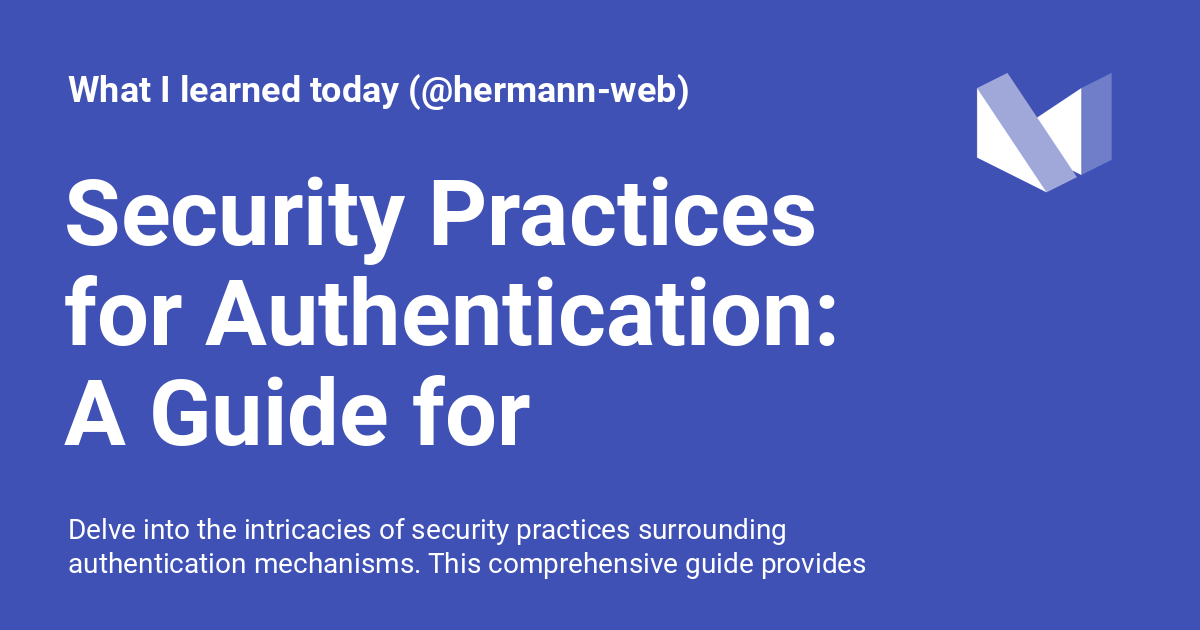 What I learned today (@hermann-web)
Security Practices
for Authentication:
A Guide for
Delve into the intricacies of security practices surrounding
authentication mechanisms. This comprehensive guide provides